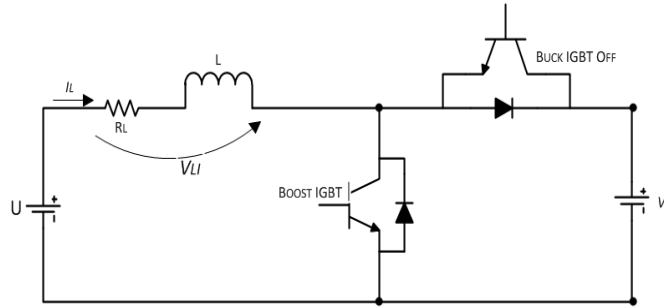 L
BUCK IGBT OFF
IL
RL
VLI
BOOST IGBT
U
+
-
+
-
V